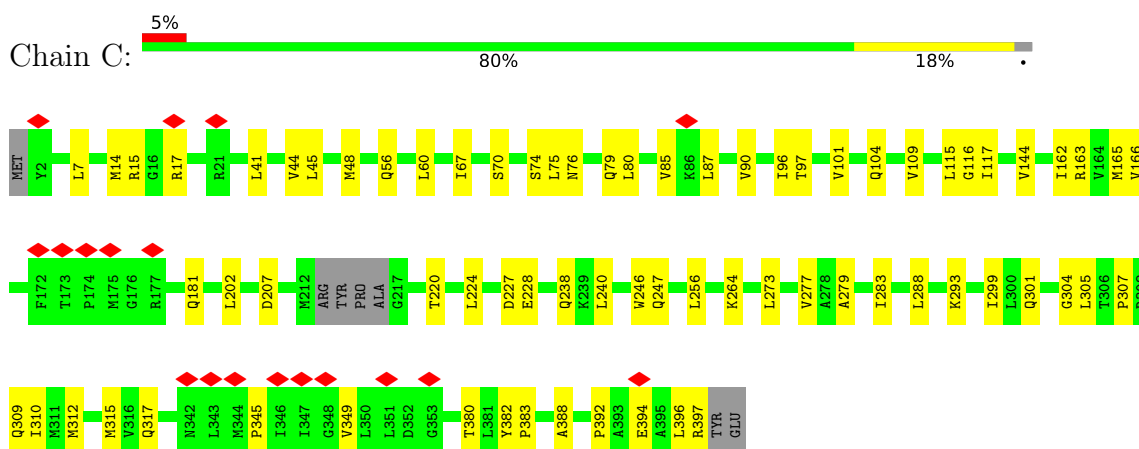 5%
Chain C:
80% 18% •
MET Y2 L7 M14 R15 G16 R17 R21 L41 V44 L45 M48 Q56 L60 I67 S70 S74 L75 N76 Q79 L80 V85 K86 L87 V90 I96 T97 V101 Q104 V109 L115 G116 I117 V144 I162 R163 V164 M165 V166
F172 T173 P174 M175 G176 R177 Q181 L202 D207 M212 ARG TYR PRO ALA G217 T220 L224 D227 E228 Q238 K239 L240 W246 Q247 L256 K264 L273 V277 A278 A279 I283 L288 K293 I299 L300 Q301 G304 L305 T306 P307
Q309 I310 M311 M312 M315 V316 Q317 N342 L343 M344 P345 I346 I347 G348 V349 L350 L351 D352 G353 T380 L381 Y382 P383 A388 P392 A393 E394 A395 L396 R397 TYR GLU